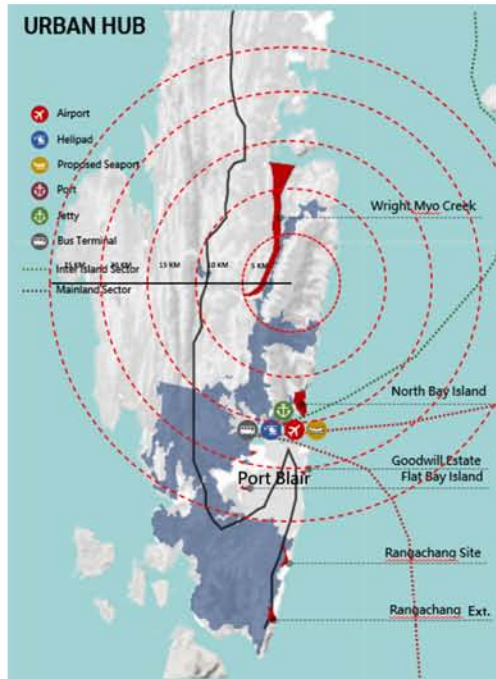 URBAN HUB
Airport
Helipad
Proposed Seaport
Port
Jetty
Bus Terminal
Inter Island Sector
Mainland Sector
15 KM
10 KM
5 KM
Wright Myo Creek
North Bay Island
Goodwill Estate
Flat Bay Island
Port Blair
Rangachang Site
Rangachang Ext.